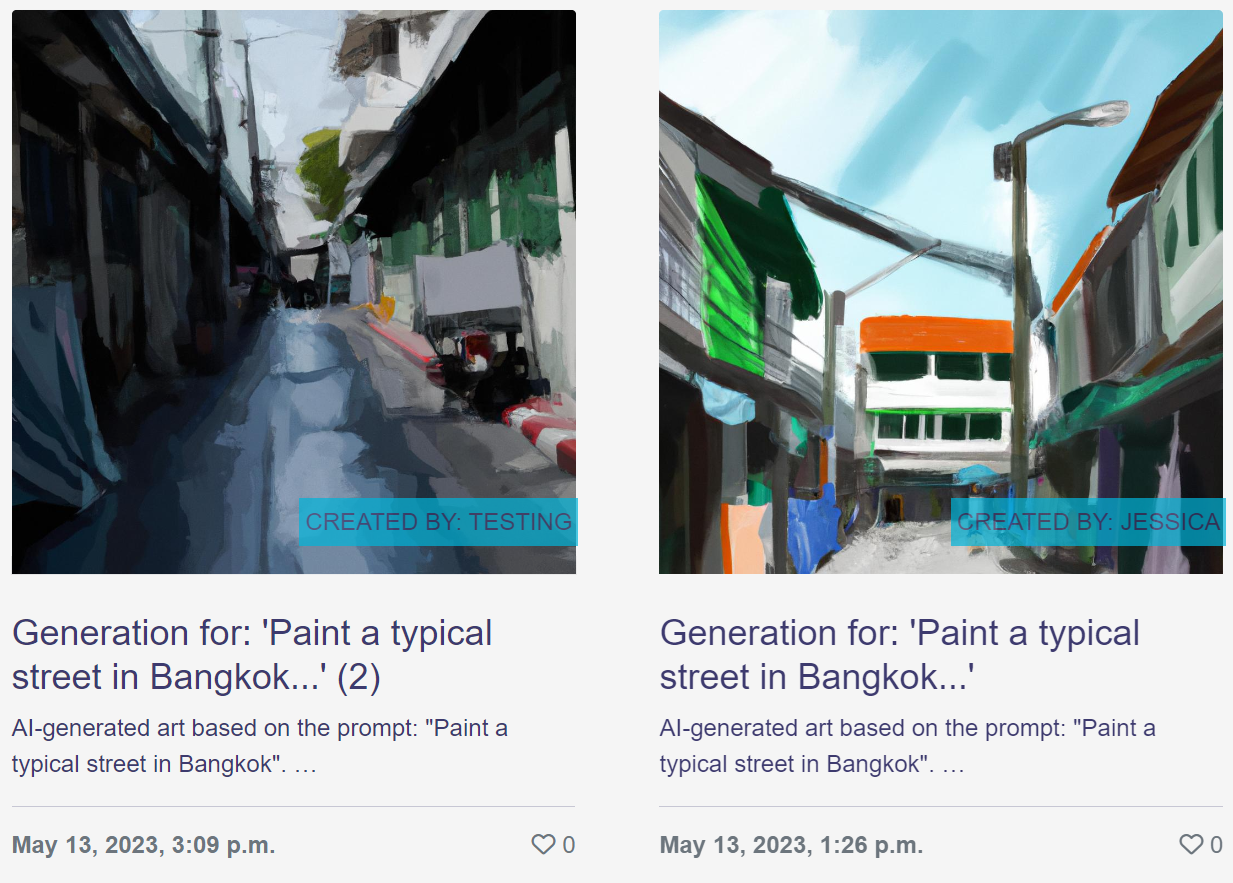 CREATED BY: TESTING
Generation for: 'Paint a typical
street in Bangkok...' (2)
AI-generated art based on the prompt: "Paint a
typical street in Bangkok". …
May 13, 2023, 3:09 p.m.
0
CREATED BY: JESSICA
Generation for: 'Paint a typical
street in Bangkok...'
AI-generated art based on the prompt: "Paint a
typical street in Bangkok". …
May 13, 2023, 1:26 p.m.
0